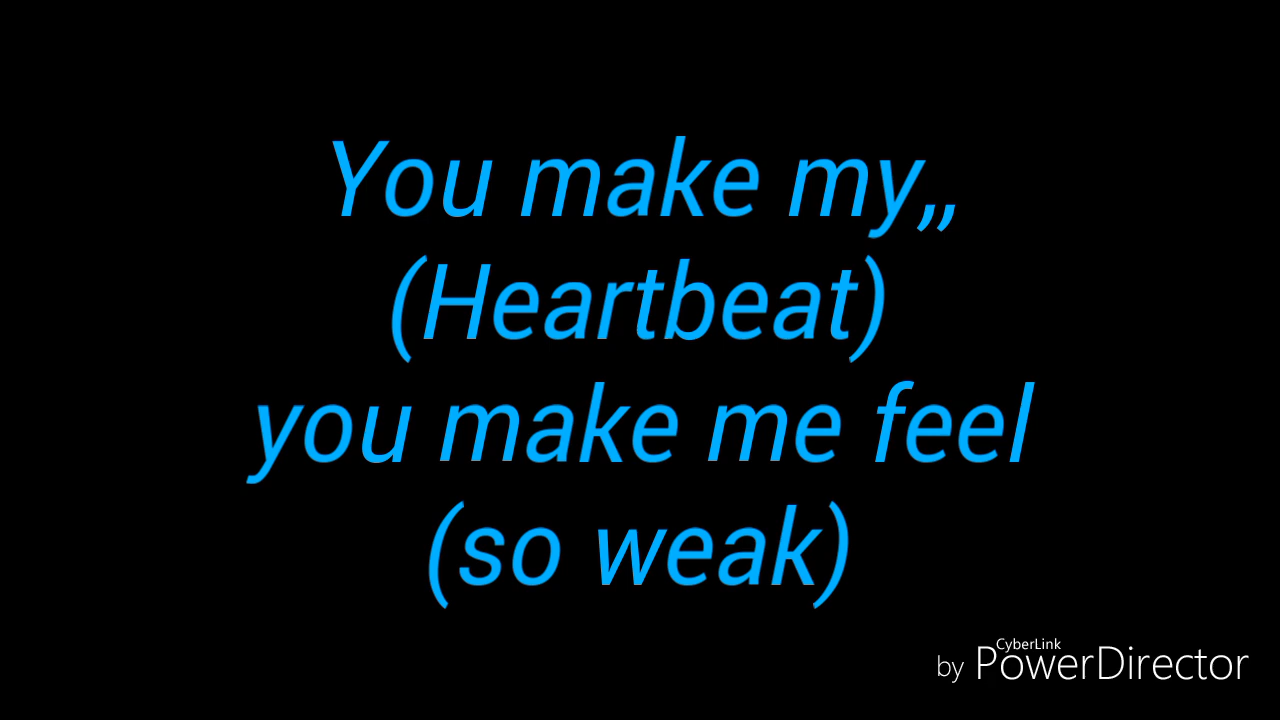 You make my,,
(Heartbeat)
you make me feel
(so weak)
CyberLink
by PowerDirector